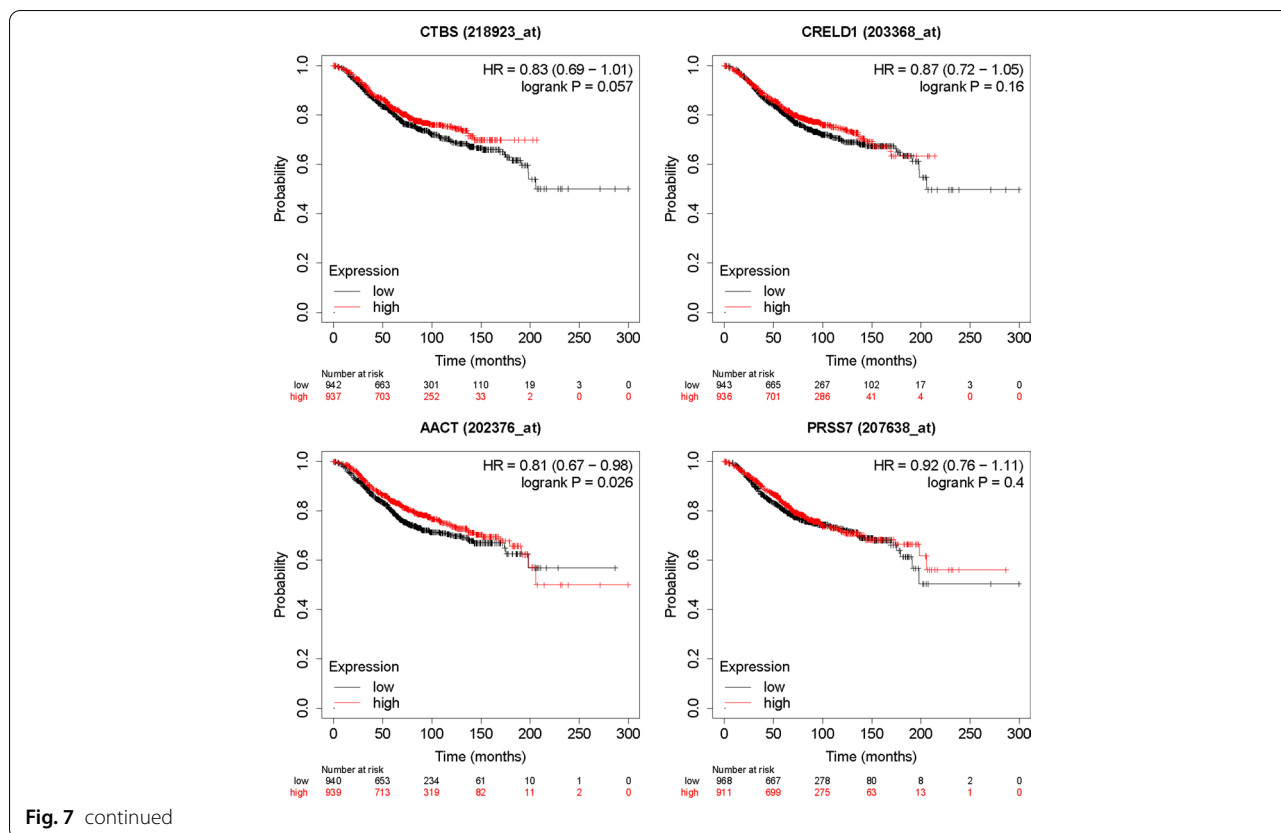 CTBS (218923_at)
HR = 0.83 (0.69 − 1.01)
logrank P = 0.057
Probability
1.0
0.8
0.6
0.4
0.2
0.0
Expression
low
high
0 50 100 150 200 250 300
Time (months)
Number at risk
low 942 663 301 110 19 3 0
high 937 703 252 33 2 0 0
CRELD1 (203368_at)
HR = 0.87 (0.72 − 1.05)
logrank P = 0.16
Probability
1.0
0.8
0.6
0.4
0.2
0.0
Expression
low
high
0 50 100 150 200 250 300
Time (months)
Number at risk
low 943 665 267 102 17 3 0
high 936 701 286 41 4 0 0
AACT (202376_at)
HR = 0.81 (0.67 − 0.98)
logrank P = 0.026
Probability
1.0
0.8
0.6
0.4
0.2
0.0
Expression
low
high
0 50 100 150 200 250 300
Time (months)
Number at risk
low 940 653 234 61 10 1 0
high 939 713 319 82 11 2 0
PRSS7 (207638_at)
HR = 0.92 (0.76 − 1.11)
logrank P = 0.4
Probability
1.0
0.8
0.6
0.4
0.2
0.0
Expression
low
high
0 50 100 150 200 250 300
Time (months)
Number at risk
low 968 667 278 80 8 2 0
high 911 699 275 63 13 1 0
Fig. 7 continued